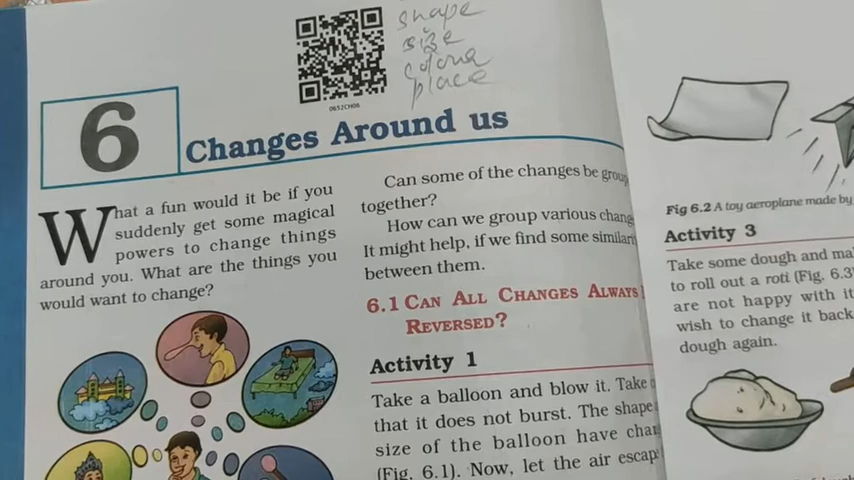 shape
size
colour
place
0652CH06
6
Changes Around us
What a fun would it be if you
suddenly get some magical
powers to change things
around you. What are the things you
would want to change?
Can some of the changes be grou
together?
How can we group various chang
It might help, if we find some similari
between them.
6.1 CAN ALL CHANGES ALWAYS
REVERSED?
Activity 1
Take a balloon and blow it. Take
that it does not burst. The shape
size of the balloon have chan
(Fig. 6.1). Now, let the air escap
Fig 6.2 A toy aeroplane made by
Activity 3
Take some dough and ma
to roll out a roti (Fig. 6.3
are not happy with it
wish to change it back
dough again.